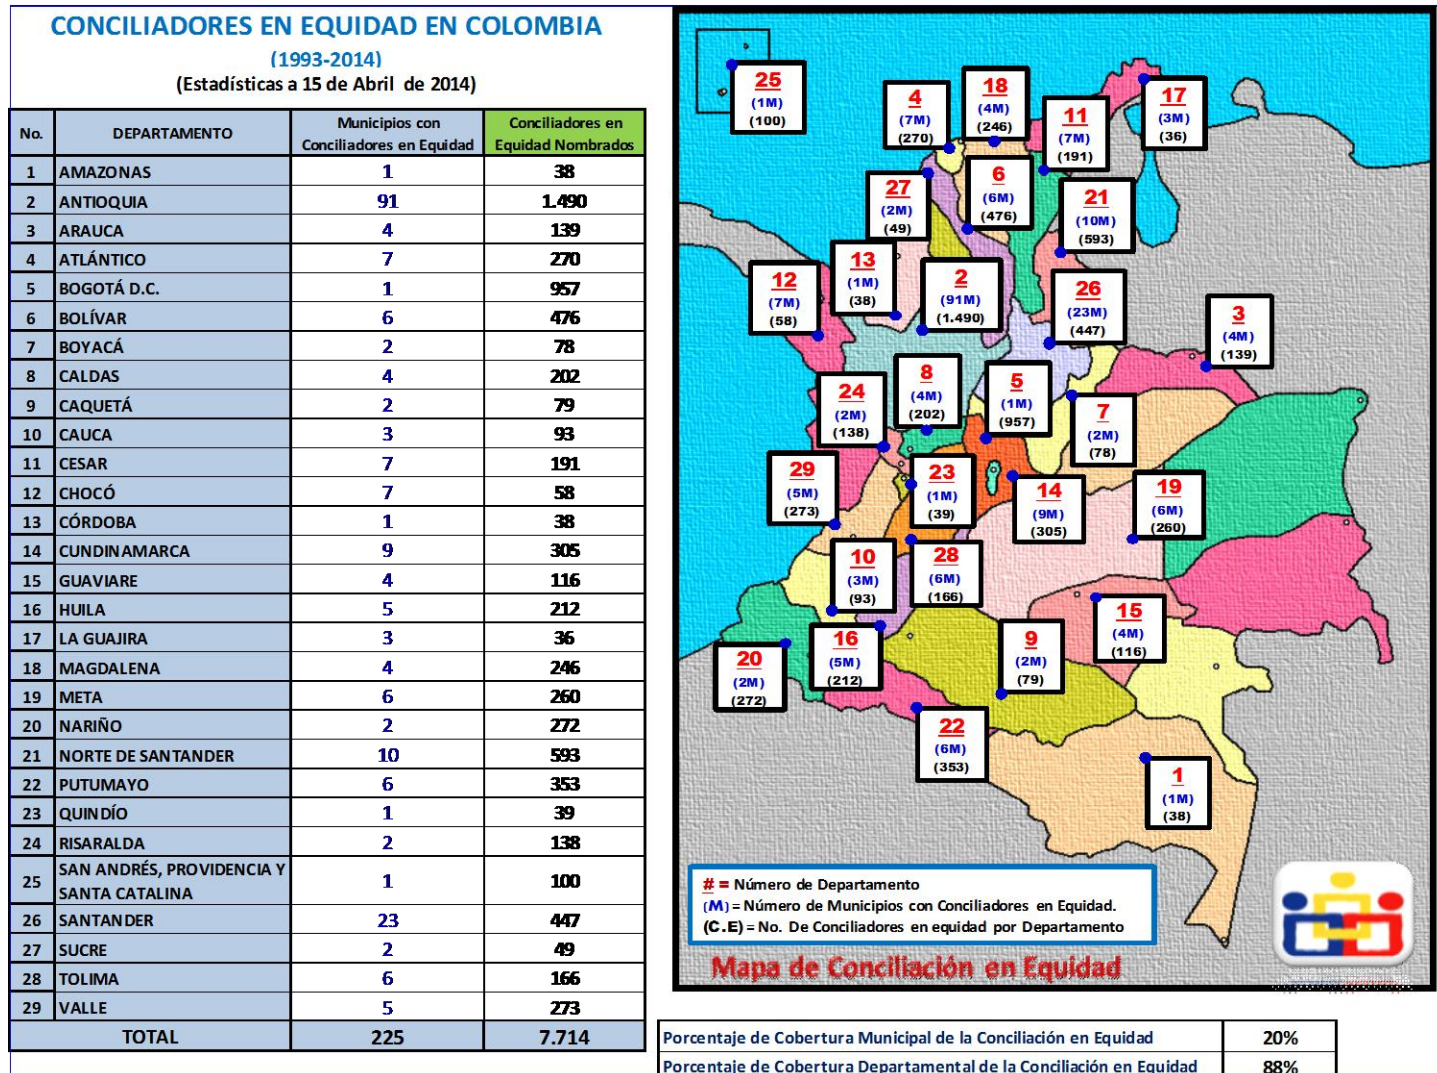 CONCILIADORES EN EQUIDAD EN COLOMBIA
(1993-2014)
(Estadísticas a 15 de Abril de 2014)
No. DEPARTAMENTO Municipios con Conciliadores en Equidad Conciliadores en Equidad Nombrados
1 AMAZONAS 1 38
2 ANTIOQUIA 91 1.490
3 ARAUCA 4 139
4 ATLÁNTICO 7 270
5 BOGOTÁ D.C. 1 957
6 BOLÍVAR 6 476
7 BOYACÁ 2 78
8 CALDAS 4 202
9 CAQUETÁ 2 79
10 CAUCA 3 93
11 CESAR 7 191
12 CHOCÓ 7 58
13 CÓRDOBA 1 38
14 CUNDINAMARCA 9 305
15 GUAVIARE 4 116
16 HUILA 5 212
17 LA GUAJIRA 3 36
18 MAGDALENA 4 246
19 META 6 260
20 NARIÑO 2 272
21 NORTE DE SANTANDER 10 593
22 PUTUMAYO 6 353
23 QUINDÍO 1 39
24 RISARALDA 2 138
25 SAN ANDRÉS, PROVIDENCIA Y SANTA CATALINA 1 100
26 SANTANDER 23 447
27 SUCRE 2 49
28 TOLIMA 6 166
29 VALLE 5 273
TOTAL 225 7.714
25
(1M)
(100)
4
(7M)
(270)
18
(4M)
(246)
11
(7M)
(191)
17
(3M)
(36)
27
(2M)
(49)
6
(6M)
(476)
21
(10M)
(593)
12
(7M)
(58)
13
(1M)
(38)
2
(91M)
(1.490)
26
(23M)
(447)
3
(4M)
(139)
24
(2M)
(138)
8
(4M)
(202)
5
(1M)
(957)
7
(2M)
(78)
29
(5M)
(273)
23
(1M)
(39)
14
(9M)
(305)
19
(6M)
(260)
10
(3M)
(93)
28
(6M)
(166)
20
(2M)
(272)
16
(5M)
(212)
9
(2M)
(79)
15
(4M)
(116)
22
(6M)
(353)
1
(1M)
(38)
# = Número de Departamento
(M) = Número de Municipios con Conciliadores en Equidad.
(C.E) = No. De Conciliadores en equidad por Departamento
Mapa de Conciliación en Equidad
Porcentaje de Cobertura Municipal de la Conciliación en Equidad 20%
Porcentaje de Cobertura Departamental de la Conciliación en Equidad 88%